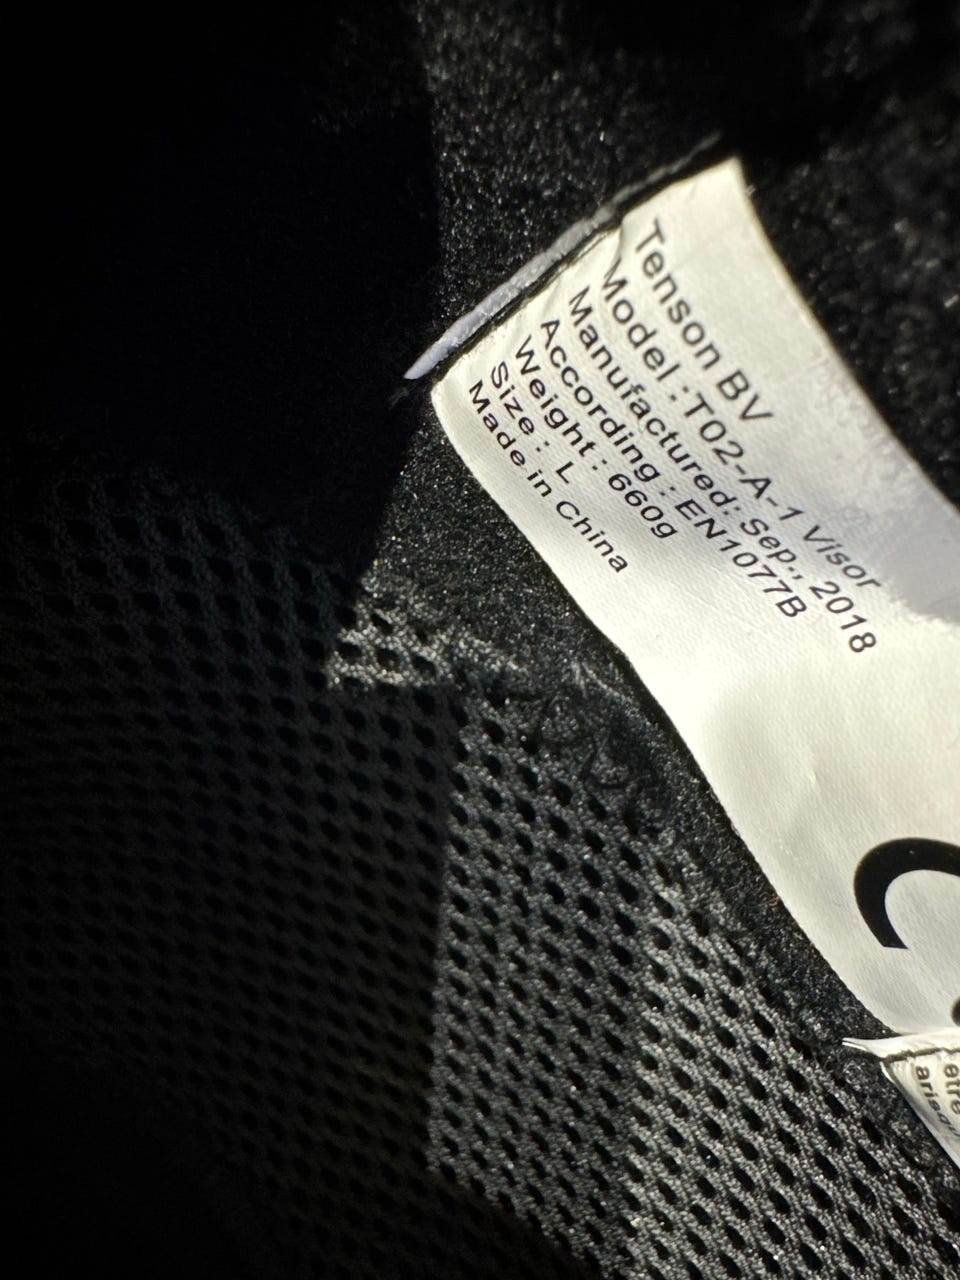 Tenson BV
Model :T02-A-1 Visor
Manufactured: Sep., 2018
According : EN1077B
Weight : 660g
Size : L
Made in China